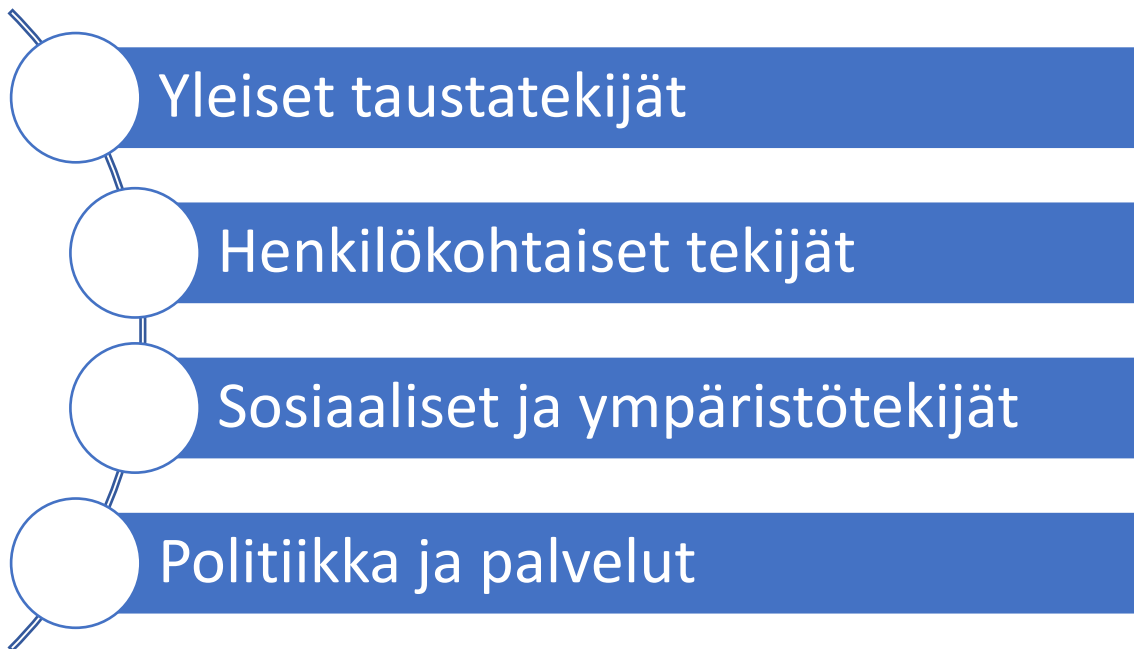 Yleiset taustatekijät
Henkilökohtaiset tekijät
Sosiaaliset ja ympäristötekijät
Politiikka ja palvelut